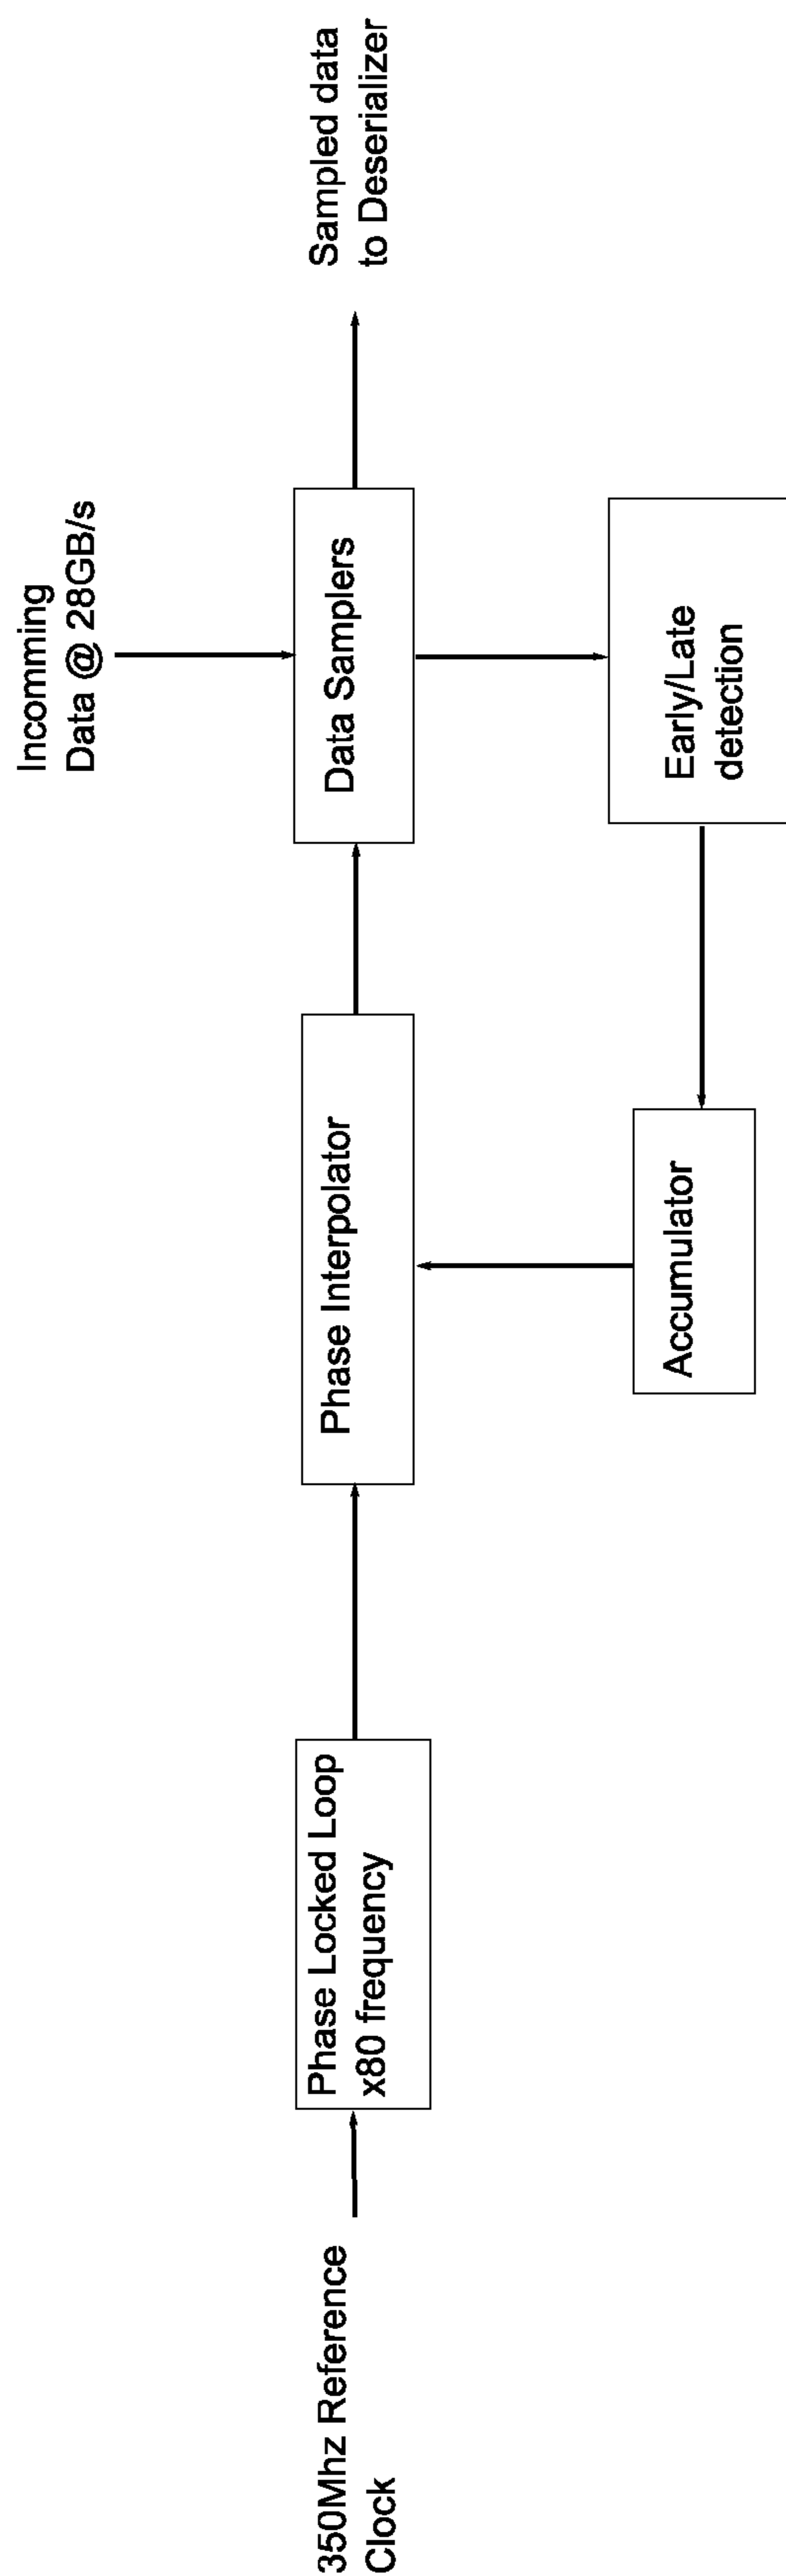 350Mhz Reference
Clock
Phase Locked Loop
x80 frequency
Phase Interpolator
Accumulator
Incomming
Data @ 28GB/s
Data Samplers
Early/Late
detection
Sampled data
to Deserializer